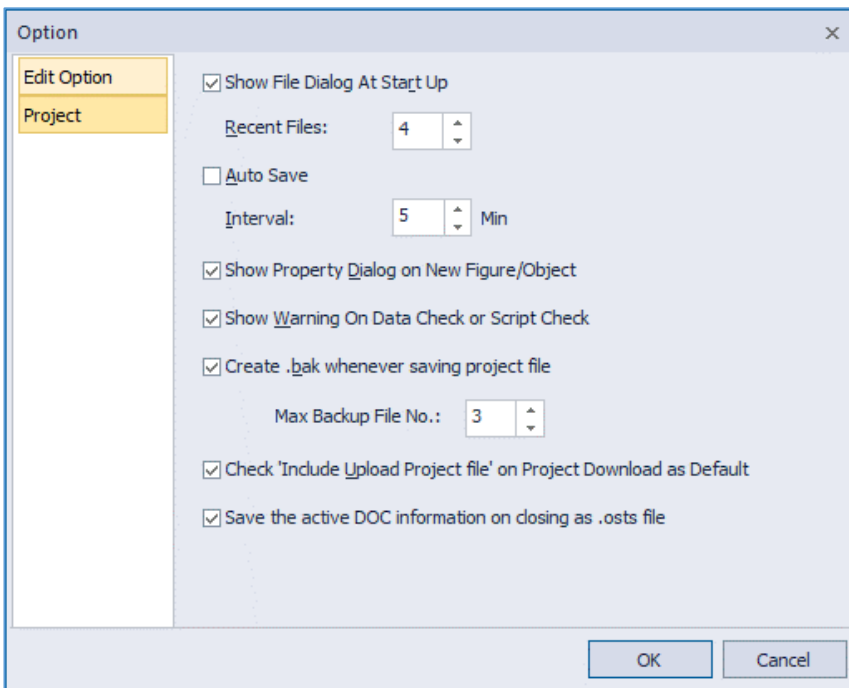 Option
Edit Option
Project
Show File Dialog At Start Up
Recent Files: 4
Auto Save
Interval: 5 Min
Show Property Dialog on New Figure/Object
Show Warning On Data Check or Script Check
Create .bak whenever saving project file
Max Backup File No.: 3
Check 'Include Upload Project file' on Project Download as Default
Save the active DOC information on closing as .osts file
OK Cancel